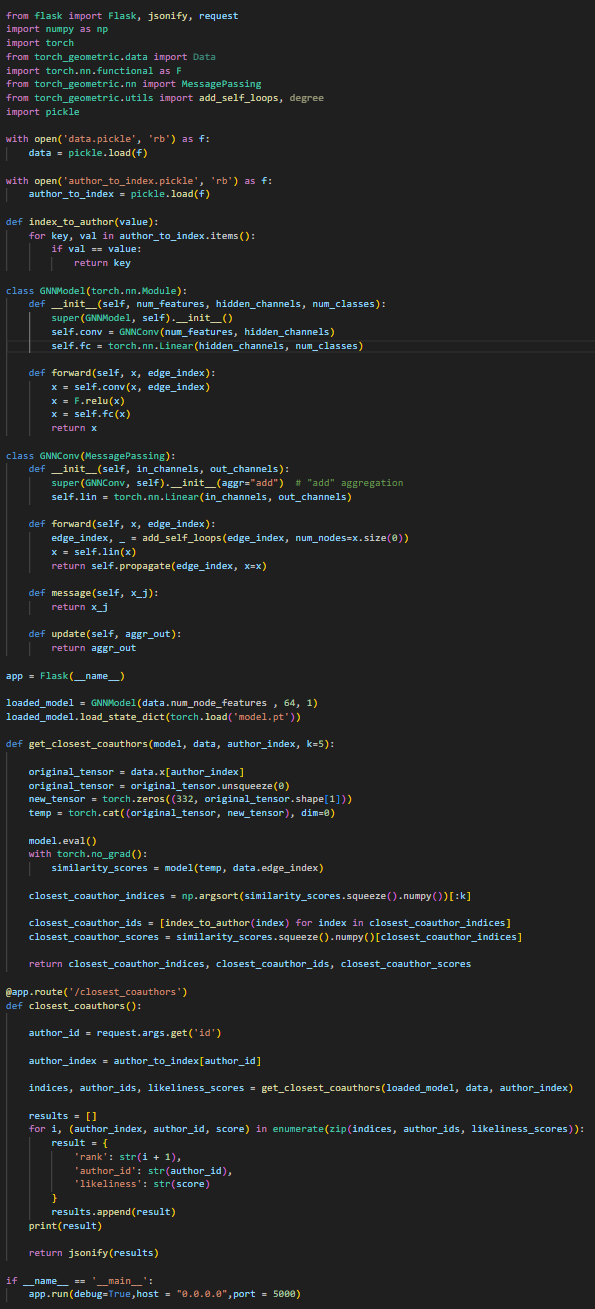 from flask import Flask, jsonify, request
import numpy as np
import torch
from torch_geometric.data import Data
import torch.nn.functional as F
from torch_geometric.nn import MessagePassing
from torch_geometric.utils import add_self_loops, degree
import pickle
with open('data.pickle', 'rb') as f:
data = pickle.load(f)
with open('author_to_index.pickle', 'rb') as f:
author_to_index = pickle.load(f)
def index_to_author(value):
for key, val in author_to_index.items():
if val == value:
return key
class GNNModel(torch.nn.Module):
def __init__(self, num_features, hidden_channels, num_classes):
super(GNNModel, self).__init__()
self.conv = GNNConv(num_features, hidden_channels)
self.fc = torch.nn.Linear(hidden_channels, num_classes)
def forward(self, x, edge_index):
x = self.conv(x, edge_index)
x = F.relu(x)
x = self.fc(x)
return x
class GNNConv(MessagePassing):
def __init__(self, in_channels, out_channels):
super(GNNConv, self).__init__(aggr="add")  # "add" aggregation
self.lin = torch.nn.Linear(in_channels, out_channels)
def forward(self, x, edge_index):
edge_index, _ = add_self_loops(edge_index, num_nodes=x.size(0))
x = self.lin(x)
return self.propagate(edge_index, x=x)
def message(self, x_j):
return x_j
def update(self, aggr_out):
return aggr_out
app = Flask(__name__)
loaded_model = GNNModel(data.num_node_features , 64, 1)
loaded_model.load_state_dict(torch.load('model.pt'))
def get_closest_coauthors(model, data, author_index, k=5):
original_tensor = data.x[author_index]
original_tensor = original_tensor.unsqueeze(0)
new_tensor = torch.zeros((332, original_tensor.shape[1]))
temp = torch.cat((original_tensor, new_tensor), dim=0)
model.eval()
with torch.no_grad():
similarity_scores = model(temp, data.edge_index)
closest_coauthor_indices = np.argsort(similarity_scores.squeeze().numpy())[:k]
closest_coauthor_ids = [index_to_author(index) for index in closest_coauthor_indices]
closest_coauthor_scores = similarity_scores.squeeze().numpy()[closest_coauthor_indices]
return closest_coauthor_indices, closest_coauthor_ids, closest_coauthor_scores
@app.route('/closest_coauthors')
def closest_coauthors():
author_id = request.args.get('id')
author_index = author_to_index[author_id]
indices, author_ids, likeliness_scores = get_closest_coauthors(loaded_model, data, author_index)
results = []
for i, (author_index, author_id, score) in enumerate(zip(indices, author_ids, likeliness_scores)):
result = {
'rank': str(i + 1),
'author_id': str(author_id),
'likeliness': str(score)
}
results.append(result)
print(result)
return jsonify(results)
if __name__ == '__main__':
app.run(debug=True,host = "0.0.0.0",port = 5000)